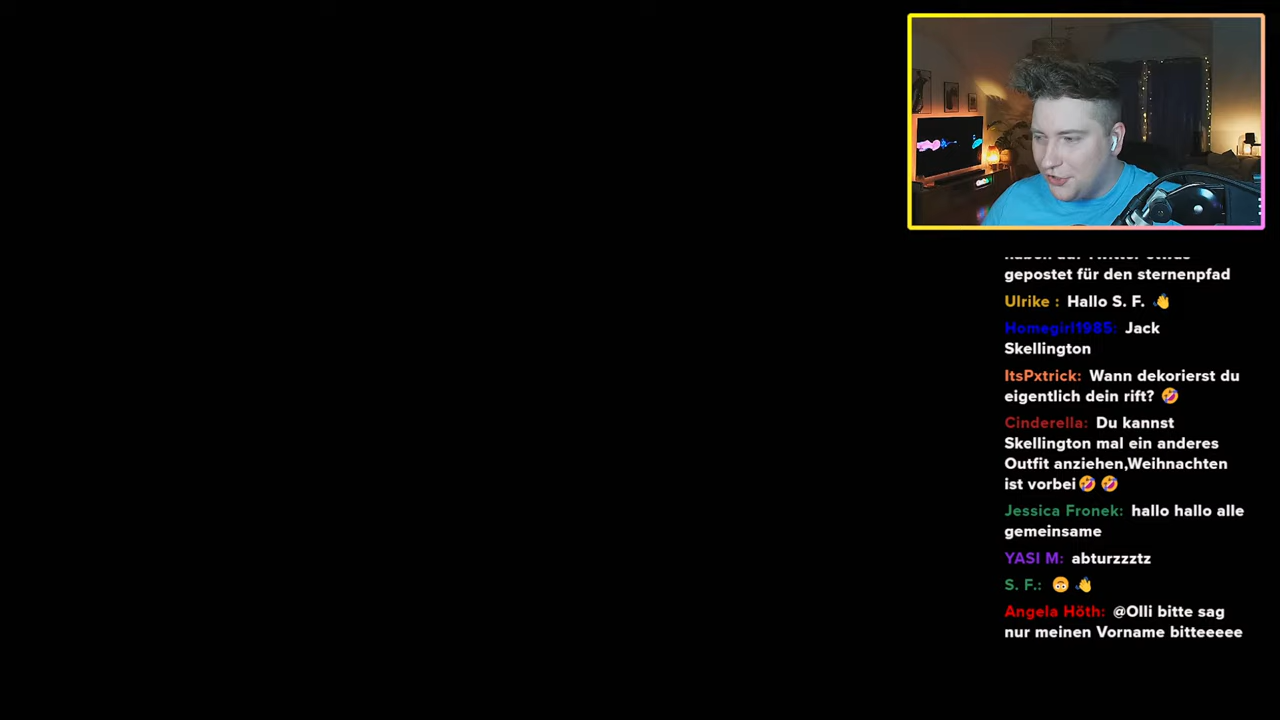 gepostet für den sternenpfad
Ulrike : Hallo S. F. 👋
Homegirl1985: Jack
Skellington
ItsPxtrick: Wann dekorierst du
eigentlich dein rift? 🤣
Cinderella: Du kannst
Skellington mal ein anderes
Outfit anziehen,Weihnachten
ist vorbei🤣 🤣
Jessica Fronek: hallo hallo alle
gemeinsame
YASI M: abturzzztz
S. F.: 🙃 👋
Angela Höth: @Olli bitte sag
nur meinen Vorname bitteeeee